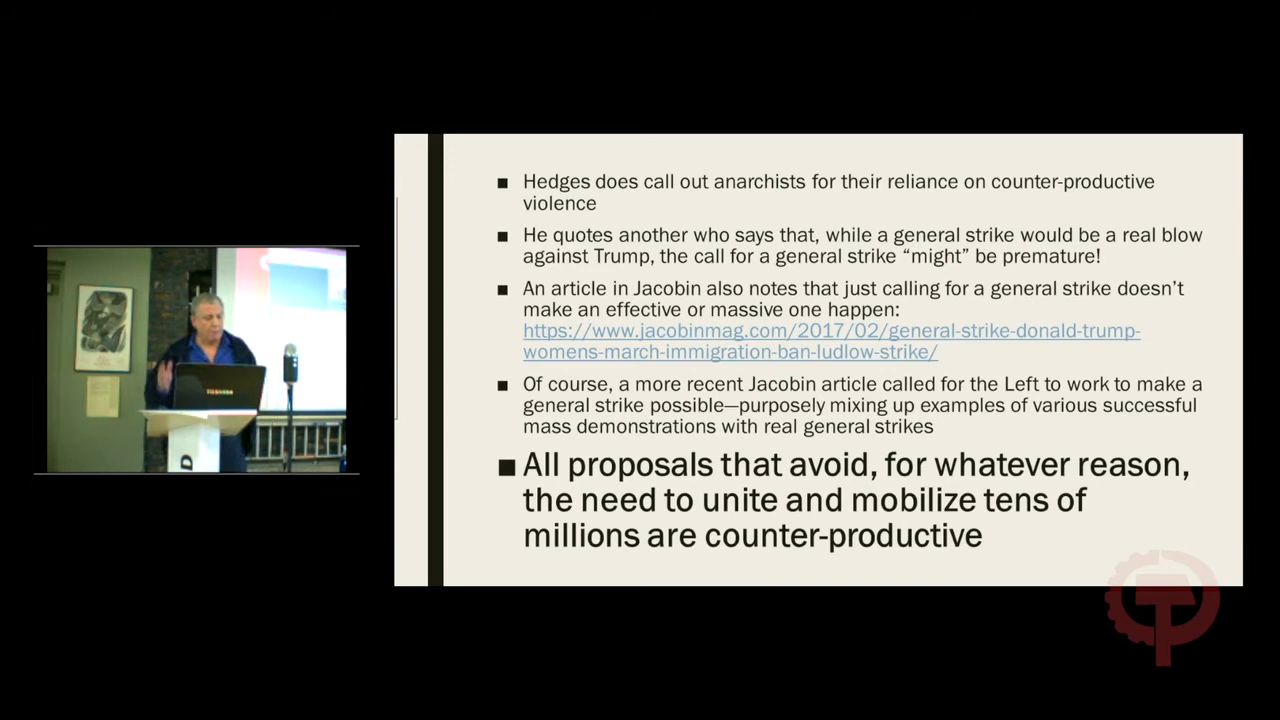 ■ Hedges does call out anarchists for their reliance on counter-productive
violence
■ He quotes another who says that, while a general strike would be a real blow
against Trump, the call for a general strike “might” be premature!
■ An article in Jacobin also notes that just calling for a general strike doesn’t
make an effective or massive one happen:
https://www.jacobinmag.com/2017/02/general-strike-donald-trump-
womens-march-immigration-ban-ludlow-strike/
■ Of course, a more recent Jacobin article called for the Left to work to make a
general strike possible—purposely mixing up examples of various successful
mass demonstrations with real general strikes
■ All proposals that avoid, for whatever reason,
the need to unite and mobilize tens of
millions are counter-productive
TOSHIBA
D